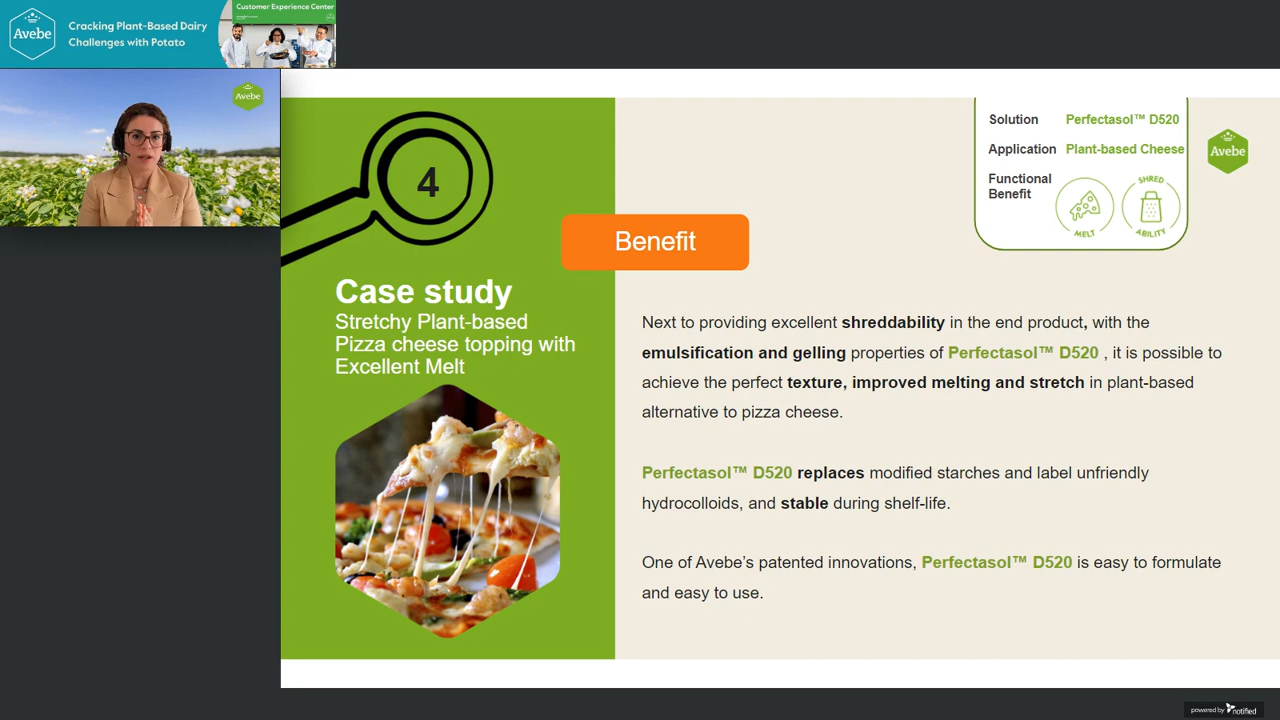 Avebe
Cracking Plant-Based Dairy
Challenges with Potato
Customer Experience Center
Avebe
4
Benefit
Case study
Stretchy Plant-based
Pizza cheese topping with
Excellent Melt
Solution Perfectasol™ D520
Application Plant-based Cheese
Functional
Benefit
MELT
SHRED
ABILITY
Avebe
Next to providing excellent shreddability in the end product, with the
emulsification and gelling properties of Perfectasol™ D520 , it is possible to
achieve the perfect texture, improved melting and stretch in plant-based
alternative to pizza cheese.
Perfectasol™ D520 replaces modified starches and label unfriendly
hydrocolloids, and stable during shelf-life.
One of Avebe’s patented innovations, Perfectasol™ D520 is easy to formulate
and easy to use.
powered by notified